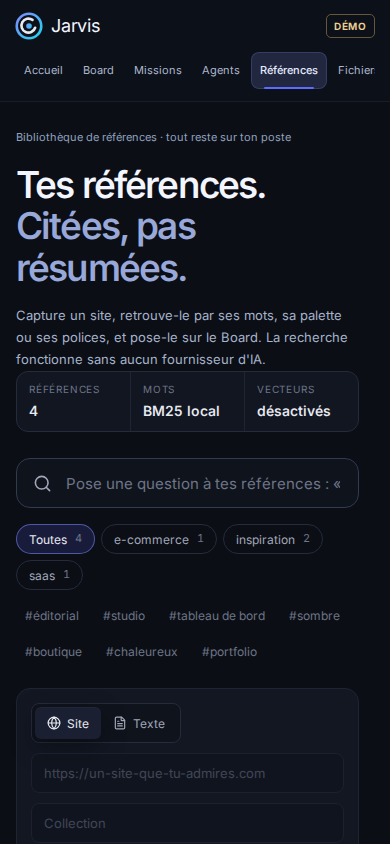 Jarvis
DÉMO
Accueil Board Missions Agents Références Fichier
Bibliothèque de références · tout reste sur ton poste
Tes références.
Citées, pas
résumées.
Capture un site, retrouve-le par ses mots, sa palette
ou ses polices, et pose-le sur le Board. La recherche
fonctionne sans aucun fournisseur d'IA.
RÉFÉRENCES MOTS VECTEURS
4 BM25 local désactivés
Pose une question à tes références : «
Toutes 4 e-commerce 1 inspiration 2
saas 1
#éditorial #studio #tableau de bord #sombre
#boutique #chaleureux #portfolio
Site Texte
https://un-site-que-tu-admires.com
Collection